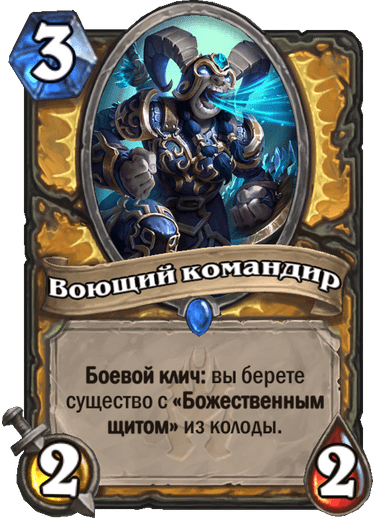 3
Воющий командир
Боевой клич: вы берете
существо с «Божественным
щитом» из колоды.
2
2